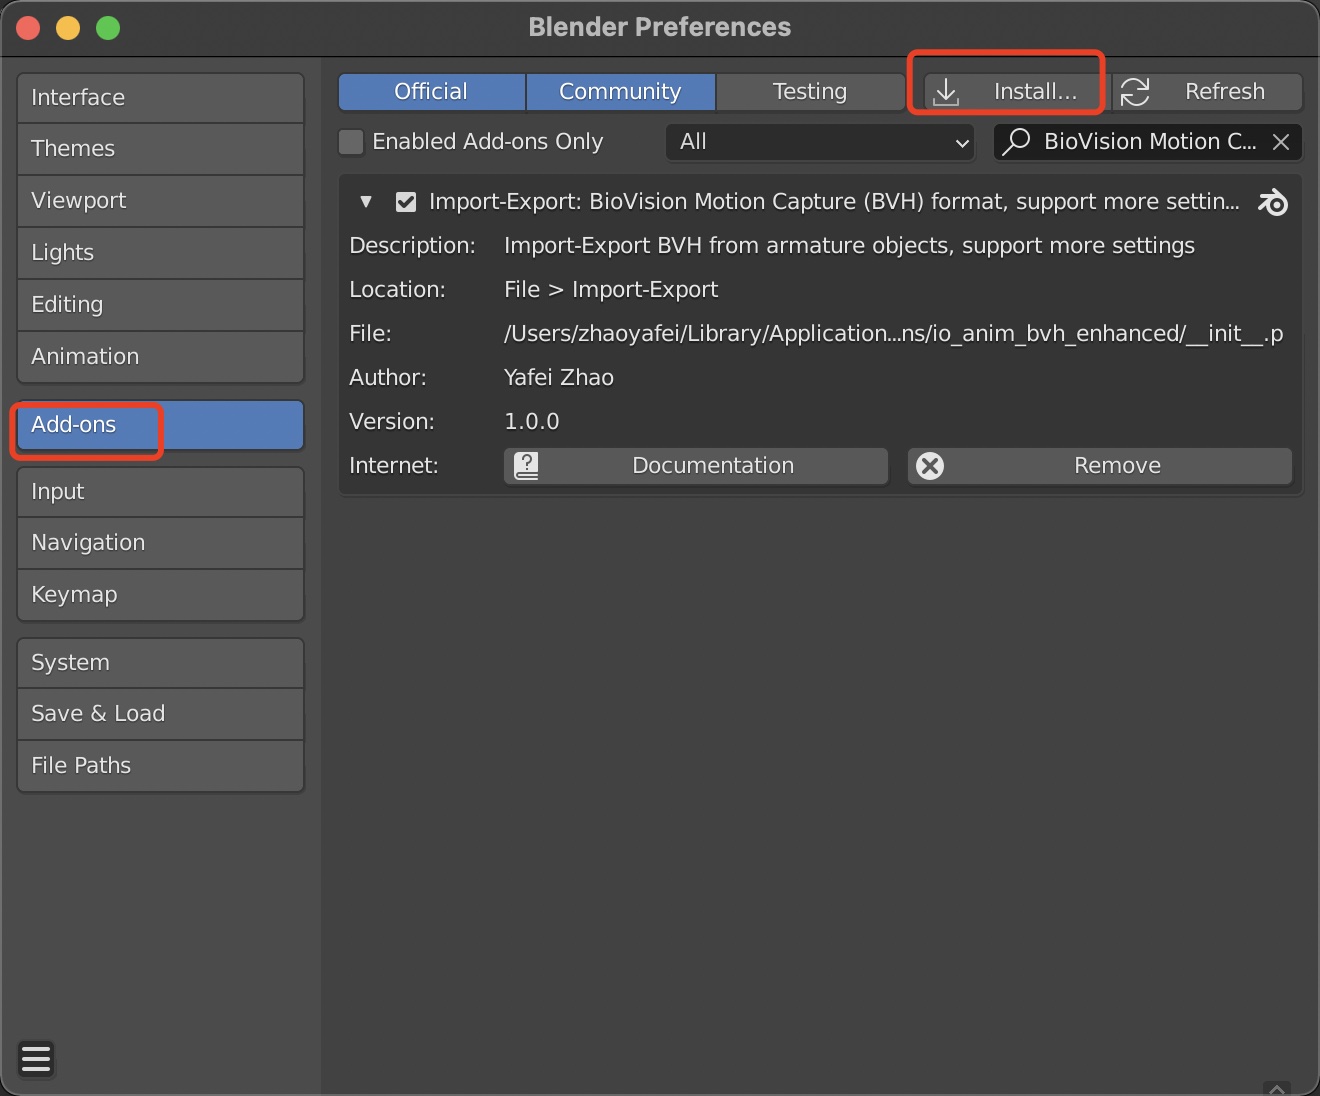 Blender Preferences
Interface
Themes
Viewport
Lights
Editing
Animation
Add-ons
Input
Navigation
Keymap
System
Save & Load
File Paths
Official
Community
Testing
Install...
Refresh
Enabled Add-ons Only
All
BioVision Motion C...
Import-Export: BioVision Motion Capture (BVH) format, support more settin...
Description: Import-Export BVH from armature objects, support more settings
Location: File > Import-Export
File: /Users/zhaoyafei/Library/Application...ns/io_anim_bvh_enhanced/__init__.p
Author: Yafei Zhao
Version: 1.0.0
Internet: Documentation Remove